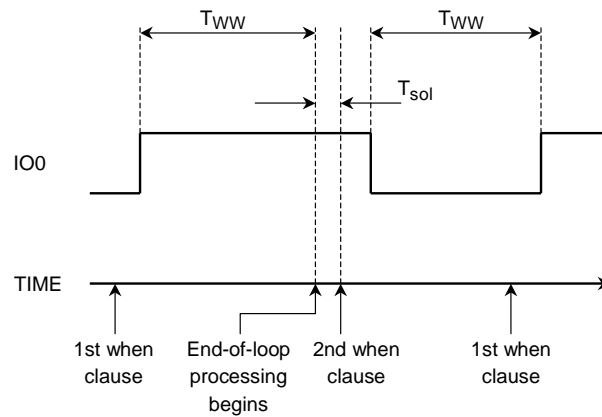 TWW
TWW
Tsol
IO0
TIME
1st when
clause
End-of-loop
processing
begins
2nd when
clause
1st when
clause